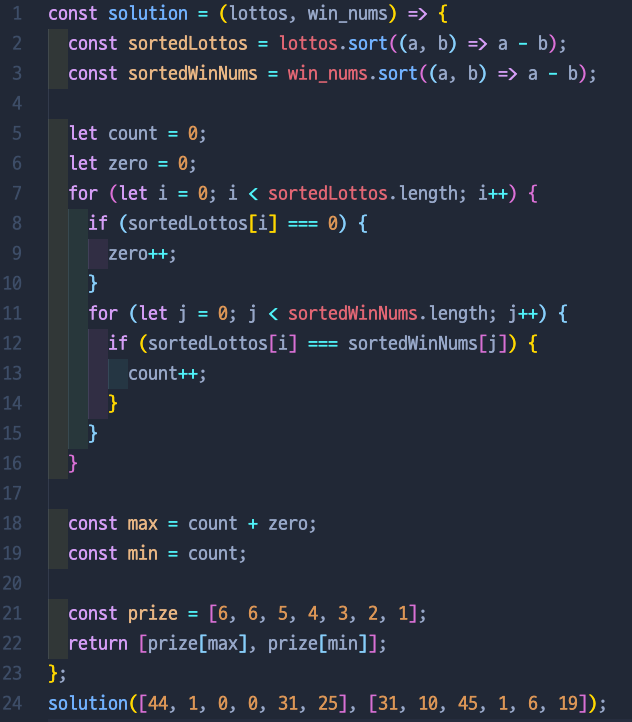 1 const solution = (lottos, win_nums) => {
2 const sortedLottos = lottos.sort((a, b) => a - b);
3 const sortedWinNums = win_nums.sort((a, b) => a - b);
4
5 let count = 0;
6 let zero = 0;
7 for (let i = 0; i < sortedLottos.length; i++) {
8 if (sortedLottos[i] === 0) {
9 zero++;
10 }
11 for (let j = 0; j < sortedWinNums.length; j++) {
12 if (sortedLottos[i] === sortedWinNums[j]) {
13 count++;
14 }
15 }
16 }
17
18 const max = count + zero;
19 const min = count;
20
21 const prize = [6, 6, 5, 4, 3, 2, 1];
22 return [prize[max], prize[min]];
23 };
24 solution([44, 1, 0, 0, 31, 25], [31, 10, 45, 1, 6, 19]);